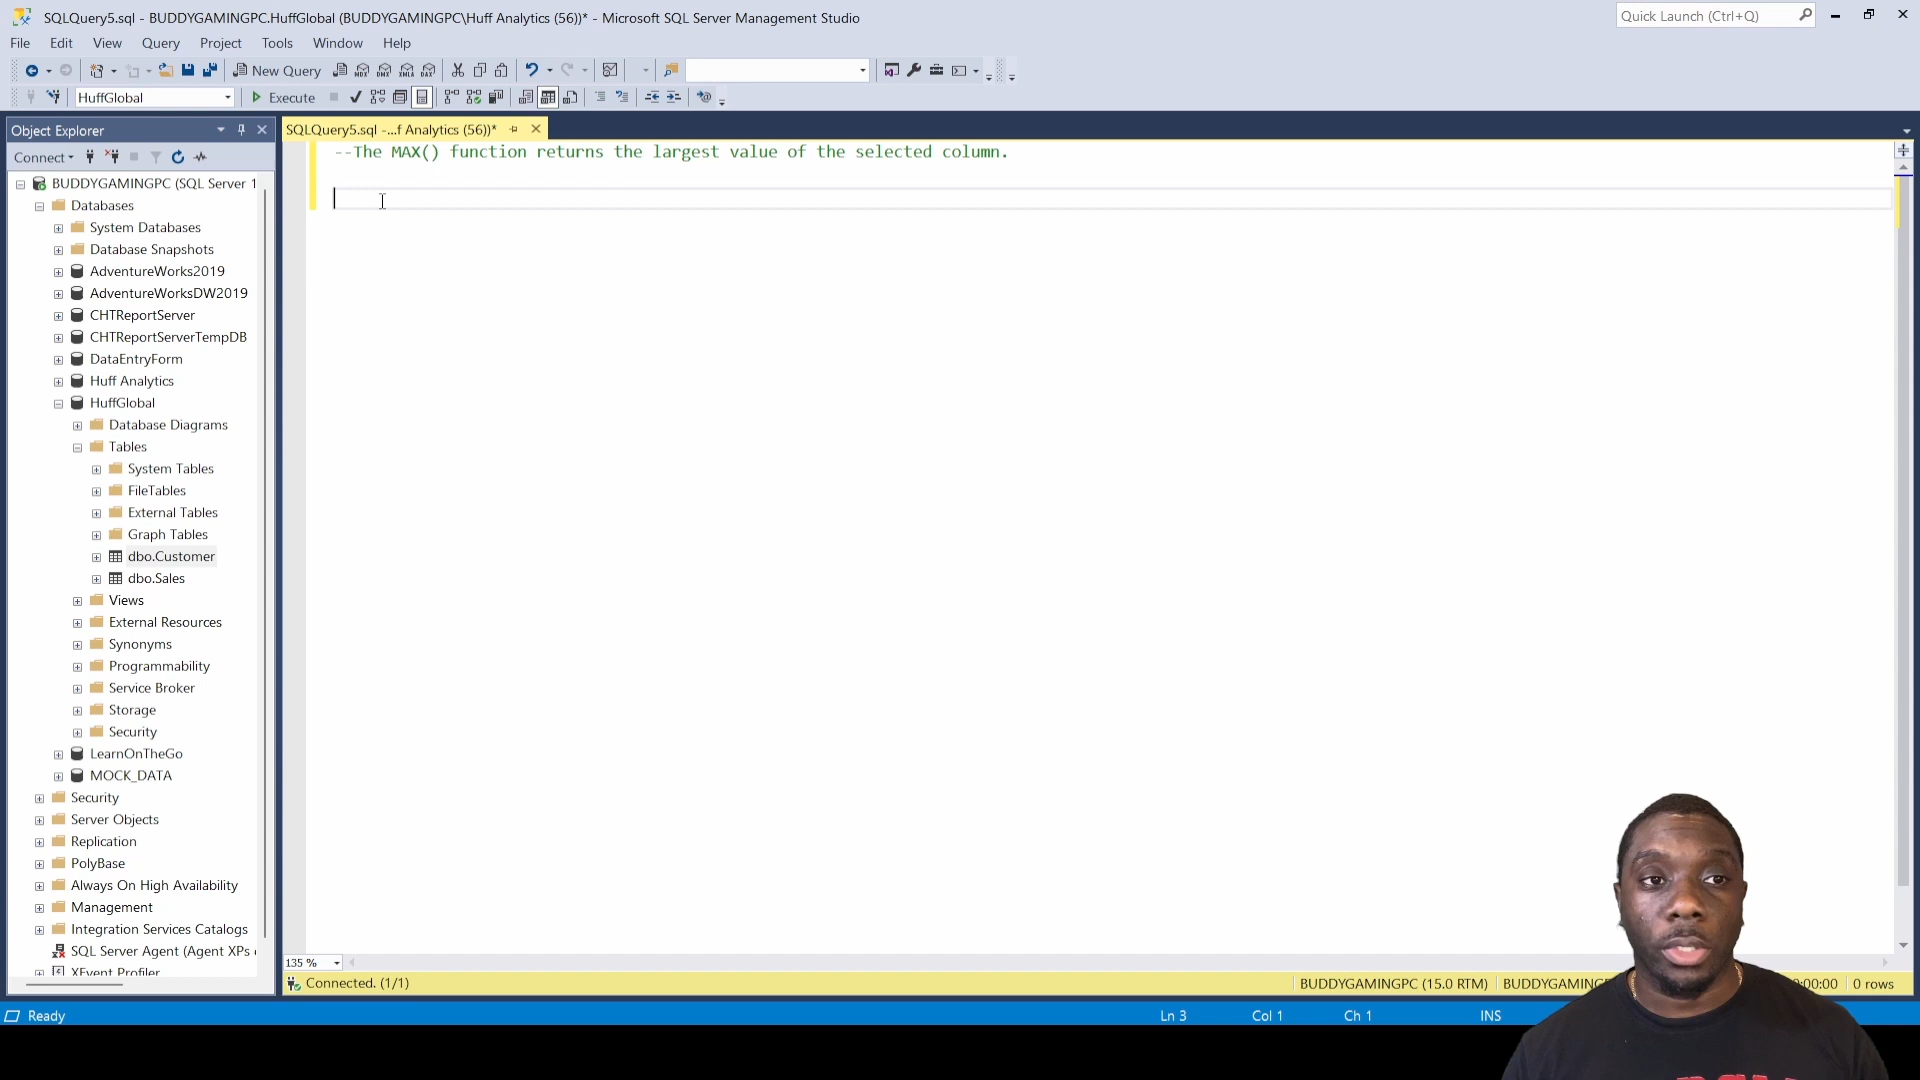 SQLQuery5.sql - BUDDYGAMINGPC.HuffGlobal (BUDDYGAMINGPC\Huff Analytics (56))* - Microsoft SQL Server Management Studio
Quick Launch (Ctrl+Q)
File Edit View Query Project Tools Window Help
New Query
HuffGlobal
Execute
Object Explorer
SQLQuery5.sql -...f Analytics (56))*
Connect
--The MAX() function returns the largest value of the selected column.
BUDDYGAMINGPC (SQL Server 1
Databases
System Databases
Database Snapshots
AdventureWorks2019
AdventureWorksDW2019
CHTReportServer
CHTReportServerTempDB
DataEntryForm
Huff Analytics
HuffGlobal
Database Diagrams
Tables
System Tables
FileTables
External Tables
Graph Tables
dbo.Customer
dbo.Sales
Views
External Resources
Synonyms
Programmability
Service Broker
Storage
Security
LearnOnTheGo
MOCK_DATA
Security
Server Objects
Replication
PolyBase
Always On High Availability
Management
Integration Services Catalogs
SQL Server Agent (Agent XPs
XEvent Profiler
135 %
Connected. (1/1)
BUDDYGAMINGPC (15.0 RTM)
0 rows
Ready
Ln 3
Col 1
Ch 1
INS